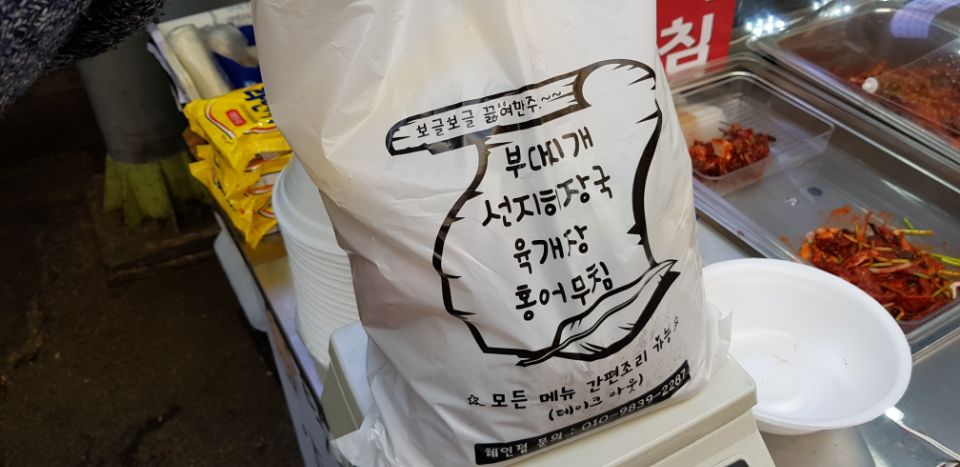 침
보글보글 끓여만주.~~
부대찌개
선지해장국
육개장
홍어무침
☆ 모든 메뉴 간편조리 가능☆
(테이크 아웃)
체인점 문의 : 010-9839-2287